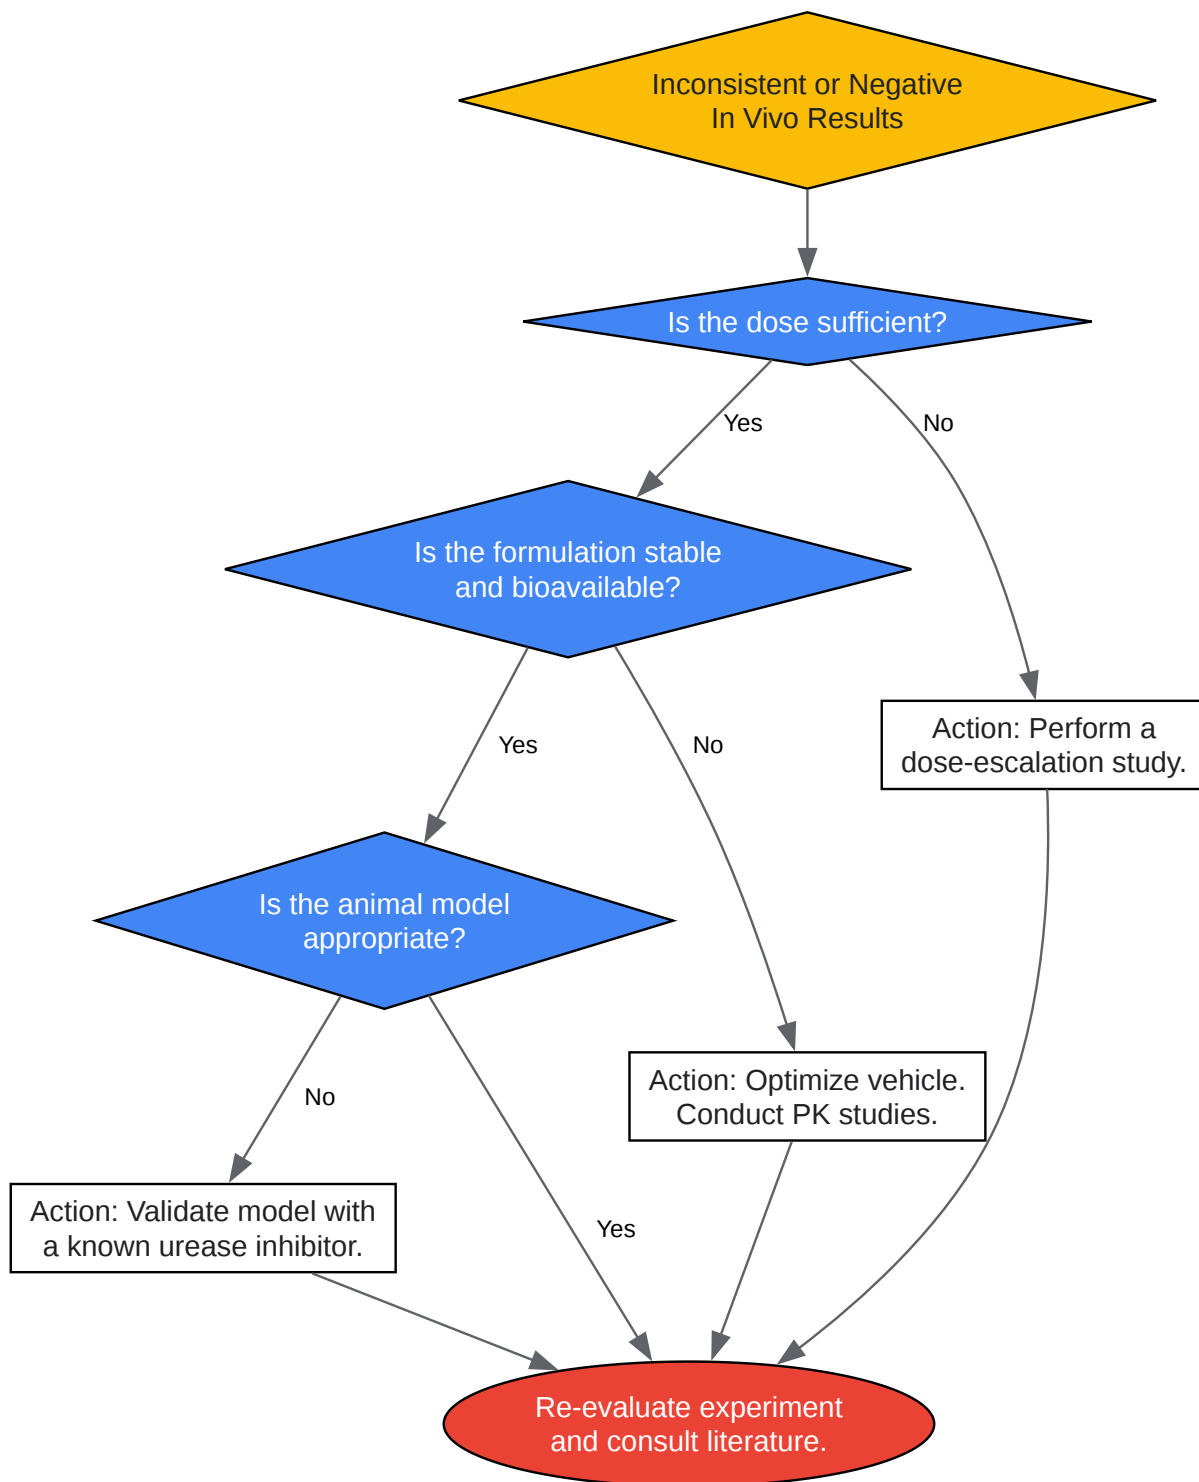 Inconsistent or Negative
In Vivo Results
Is the dose sufficient?
Yes
No
Is the formulation stable
and bioavailable?
Yes
No
Action: Perform a
dose-escalation study.
Is the animal model
appropriate?
No
Yes
Action: Optimize vehicle.
Conduct PK studies.
Action: Validate model with
a known urease inhibitor.
Re-evaluate experiment
and consult literature.